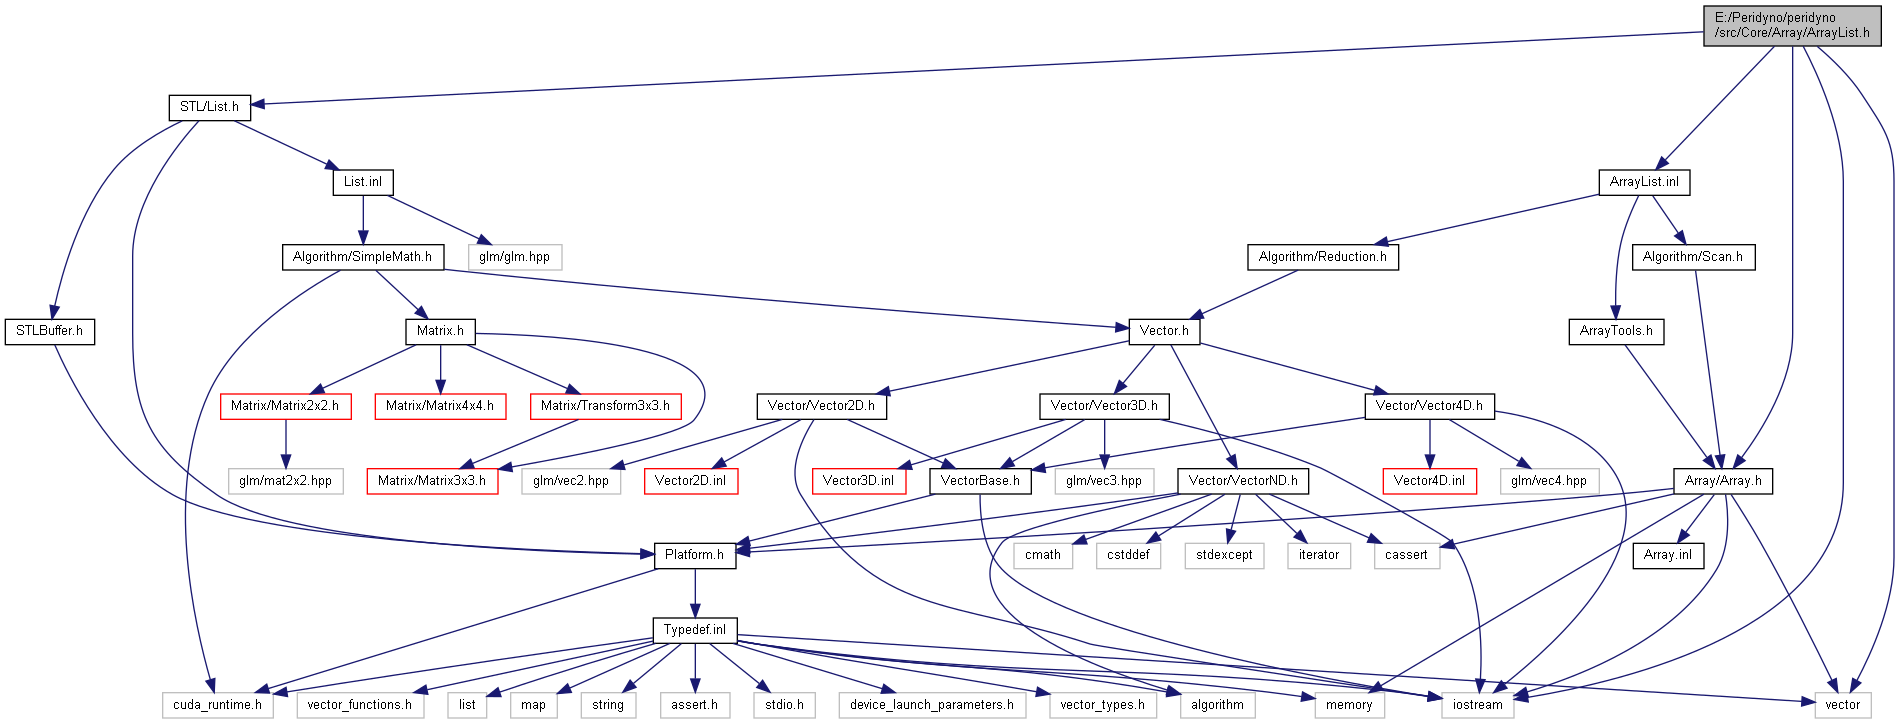 E:/Peridyno/peridyno
/src/Core/Array/ArrayList.h
STL/List.h
List.inl
ArrayList.inl
Algorithm/SimpleMath.h
glm/glm.hpp
Algorithm/Reduction.h
Algorithm/Scan.h
STLBuffer.h
Matrix.h
Vector.h
ArrayTools.h
Matrix/Matrix2x2.h
Matrix/Matrix4x4.h
Matrix/Transform3x3.h
Vector/Vector2D.h
Vector/Vector3D.h
Vector/Vector4D.h
glm/mat2x2.hpp
Matrix/Matrix3x3.h
glm/vec2.hpp
Vector2D.inl
Vector3D.inl
VectorBase.h
glm/vec3.hpp
Vector/VectorND.h
Vector4D.inl
glm/vec4.hpp
Array/Array.h
Platform.h
cmath
cstddef
stdexcept
iterator
cassert
Array.inl
Typedef.inl
cuda_runtime.h
vector_functions.h
list
map
string
assert.h
stdio.h
device_launch_parameters.h
vector_types.h
algorithm
memory
iostream
vector